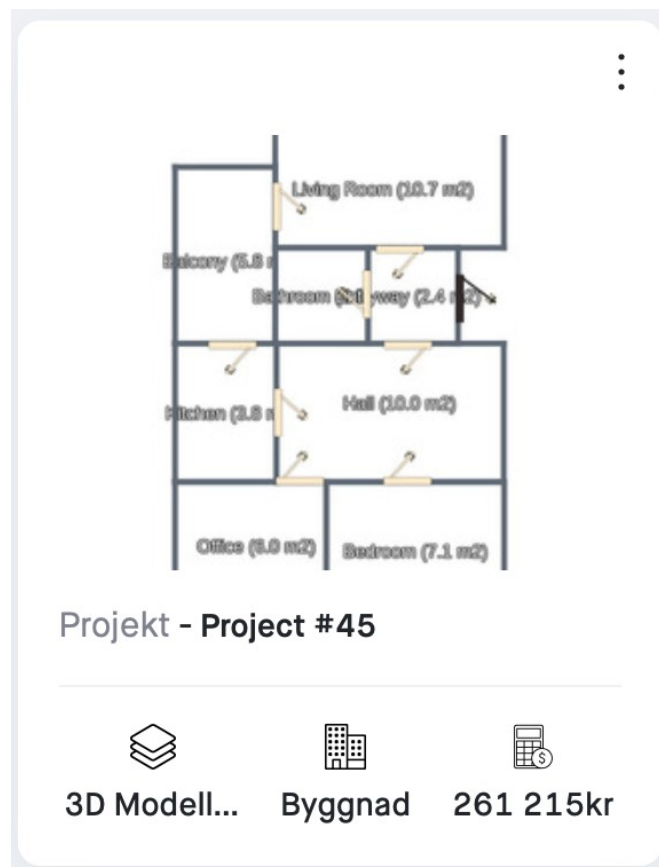 Living Room (10.7 m2)
Balcony (5.8
Bathroom
way (2.4 m2)
Kitchen (3.8
Hall (10.0 m2)
Office (6.0 m2)
Bedroom (7.1 m2)
Projekt - Project #45
3D Modell...
Byggnad
261 215kr